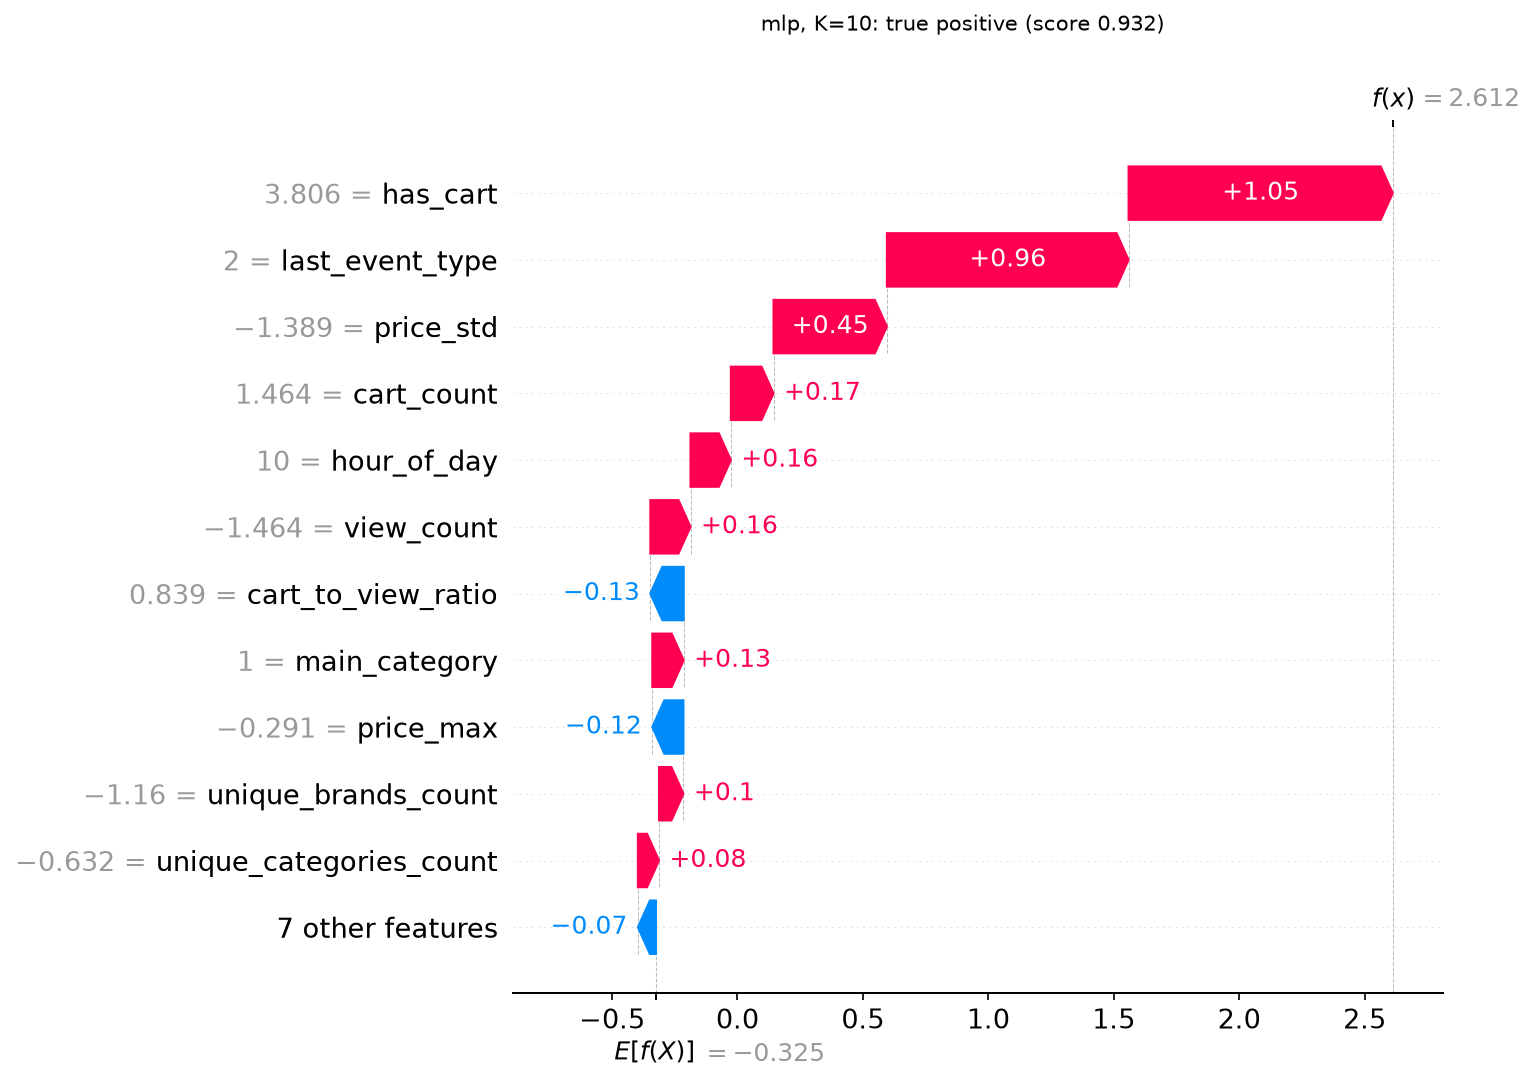 mlp, K=10: true positive (score 0.932)
f(x) = 2.612
3.806 = has_cart +1.05
2 = last_event_type +0.96
−1.389 = price_std +0.45
1.464 = cart_count +0.17
10 = hour_of_day +0.16
−1.464 = view_count +0.16
0.839 = cart_to_view_ratio −0.13
1 = main_category +0.13
−0.291 = price_max −0.12
−1.16 = unique_brands_count +0.1
−0.632 = unique_categories_count +0.08
7 other features −0.07
−0.5 0.0 0.5 1.0 1.5 2.0 2.5
E[f(X)] = −0.325